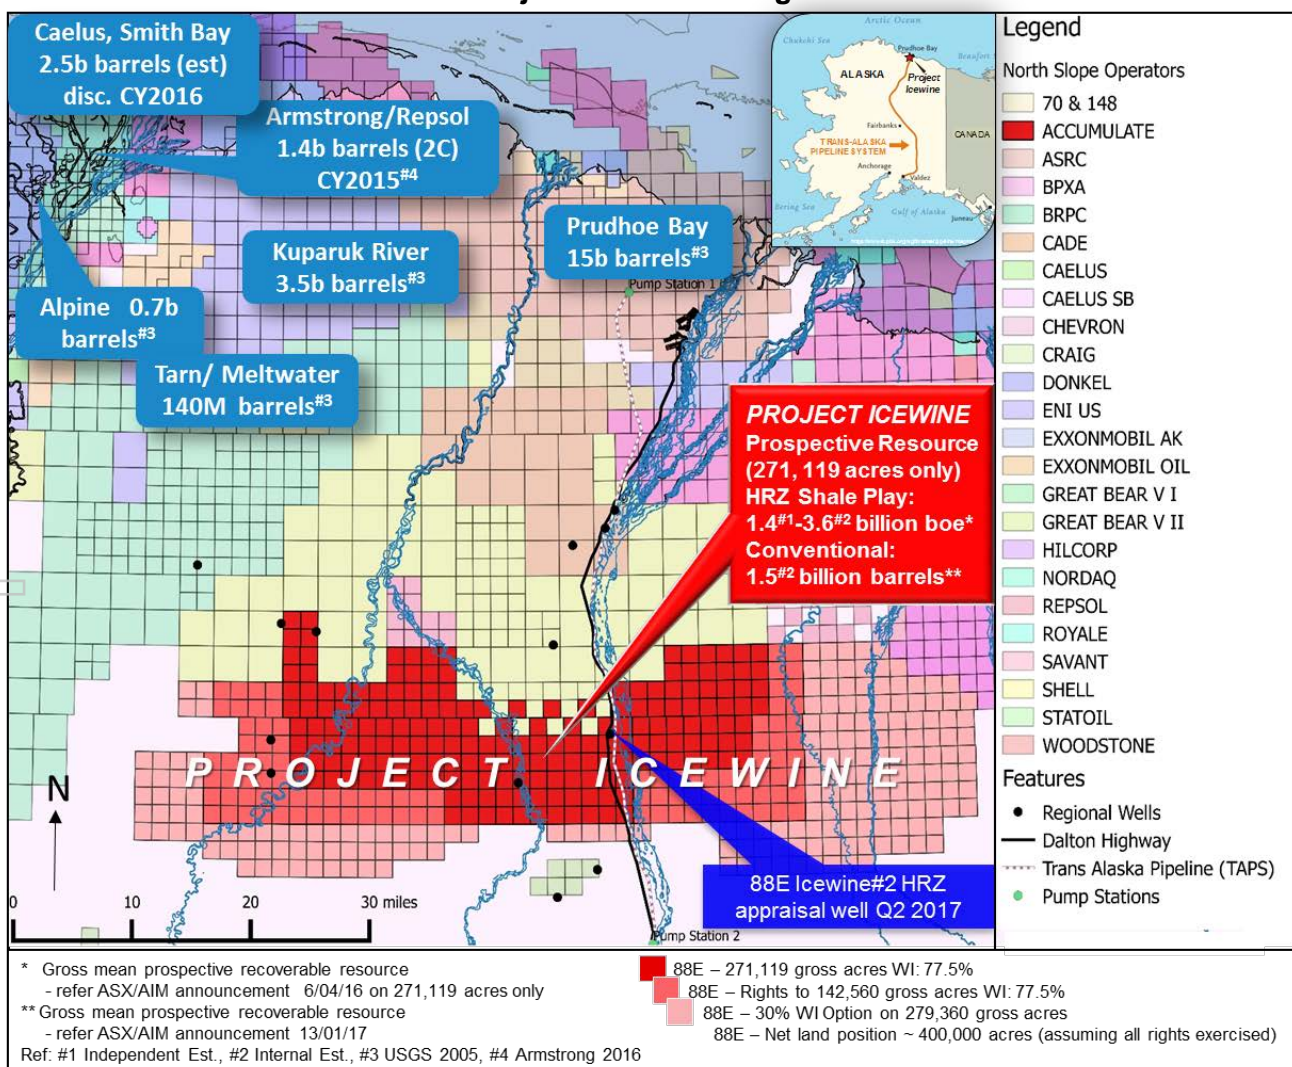 Caelus, Smith Bay
2.5b barrels (est)
disc. CY2016
Armstrong/Repsol
1.4b barrels (2C)
CY2015#4
Kuparuk River
3.5b barrels#3
Prudhoe Bay
15b barrels#3
Pump Station 1
Alpine 0.7b
barrels#3
Tarn/ Meltwater
140M barrels#3
Arctic Ocean
Chukchi Sea
Beaufort
Prudhoe Bay
ALASKA
Project
Icewine
Fairbanks
CANADA
TRANS-ALASKA
PIPELINE SYSTEM
Anchorage
Valdez
Bering Sea
Gulf of Alaska
Juneau
PROJECT ICEWINE
Prospective Resource
(271, 119 acres only)
HRZ Shale Play:
1.4#1-3.6#2 billion boe*
Conventional:
1.5#2 billion barrels**
PROJECT ICEWINE
88E Icewine#2 HRZ
appraisal well Q2 2017
Pump Station 2
N
0 10 20 30 miles
Legend
North Slope Operators
70 & 148
ACCUMULATE
ASRC
BPXA
BRPC
CADE
CAELUS
CAELUS SB
CHEVRON
CRAIG
DONKEL
ENI US
EXXONMOBIL AK
EXXONMOBIL OIL
GREAT BEAR V I
GREAT BEAR V II
HILCORP
NORDAQ
REPSOL
ROYALE
SAVANT
SHELL
STATOIL
WOODSTONE
Features
Regional Wells
Dalton Highway
Trans Alaska Pipeline (TAPS)
Pump Stations
* Gross mean prospective recoverable resource
- refer ASX/AIM announcement 6/04/16 on 271,119 acres only
** Gross mean prospective recoverable resource
- refer ASX/AIM announcement 13/01/17
Ref: #1 Independent Est., #2 Internal Est., #3 USGS 2005, #4 Armstrong 2016
88E – 271,119 gross acres WI: 77.5%
88E – Rights to 142,560 gross acres WI: 77.5%
88E – 30% WI Option on 279,360 gross acres
88E – Net land position ~ 400,000 acres (assuming all rights exercised)